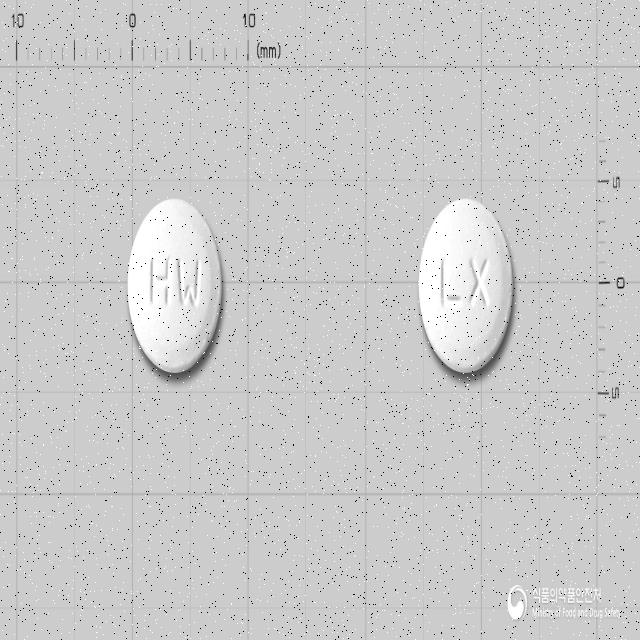 10 0 10
(mm)
5
0
5
HW LX
식품의약품안전처
Ministry of Food and Drug Safety